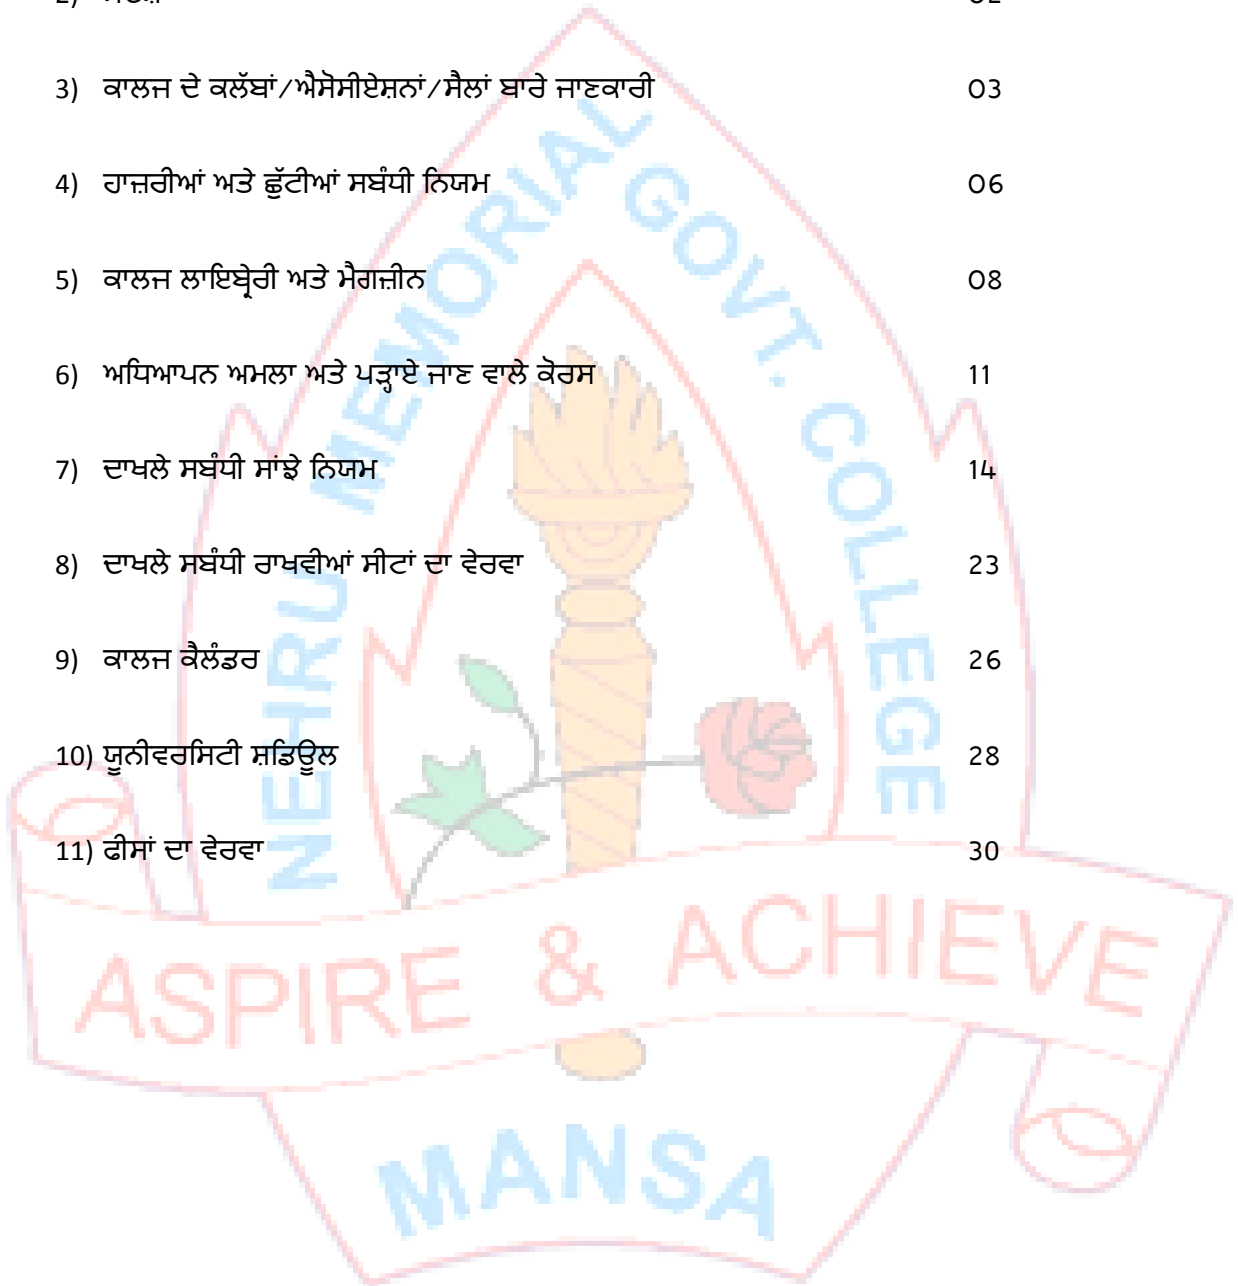 3) ਕਾਲਜ ਦੇ ਕਲੱਬਾਂ/ਐਸੋਸੀਏਸ਼ਨਾਂ/ਸੈਲਾਂ ਬਾਰੇ ਜਾਣਕਾਰੀ 03
4) ਹਾਜ਼ਰੀਆਂ ਅਤੇ ਛੁੱਟੀਆਂ ਸਬੰਧੀ ਨਿਯਮ 06
5) ਕਾਲਜ ਲਾਇਬ੍ਰੇਰੀ ਅਤੇ ਮੈਗਜ਼ੀਨ 08
6) ਅਧਿਆਪਨ ਅਮਲਾ ਅਤੇ ਪੜ੍ਹਾਏ ਜਾਣ ਵਾਲੇ ਕੋਰਸ 11
7) ਦਾਖਲੇ ਸਬੰਧੀ ਸਾਂਝੇ ਨਿਯਮ 14
8) ਦਾਖਲੇ ਸਬੰਧੀ ਰਾਖਵੀਆਂ ਸੀਟਾਂ ਦਾ ਵੇਰਵਾ 23
9) ਕਾਲਜ ਕੈਲੰਡਰ 26
10) ਯੂਨੀਵਰਸਿਟੀ ਸ਼ਡਿਊਲ 28
11) ਫੀਸਾਂ ਦਾ ਵੇਰਵਾ 30
NEHRU MEMORIAL GOVT. COLLEGE
ASPIRE & ACHIEVE
MANSA